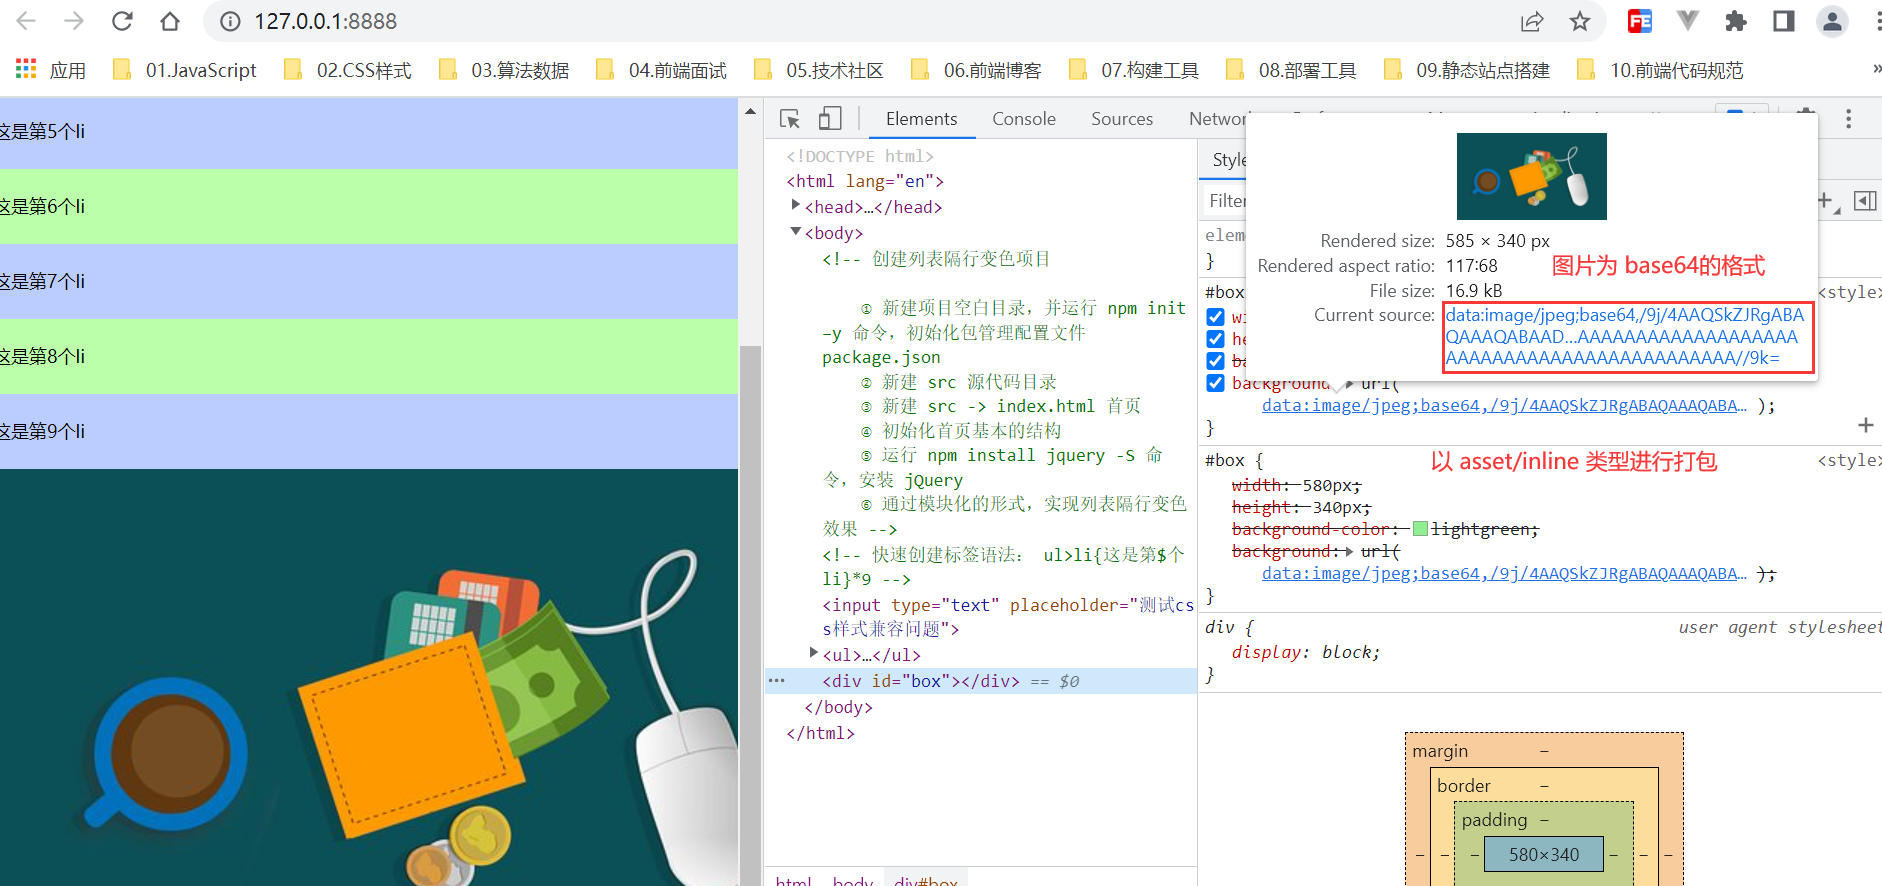 127.0.0.1:8888
应用
01.JavaScript
02.CSS样式
03.算法数据
04.前端面试
05.技术社区
06.前端博客
07.构建工具
08.部署工具
09.静态站点搭建
10.前端代码规范
»
这是第5个li
这是第6个li
这是第7个li
这是第8个li
这是第9个li
Elements Console Sources Network
<!DOCTYPE html>
<html lang="en">
<head>…</head>
<body>
<!-- 创建列表隔行变色项目
① 新建项目空白目录，并运行 npm init
-y 命令，初始化包管理配置文件
package.json
② 新建 src 源代码目录
③ 新建 src -> index.html 首页
④ 初始化首页基本的结构
⑤ 运行 npm install jquery -S 命
令，安装 jQuery
⑥ 通过模块化的形式，实现列表隔行变色
效果 -->
<!-- 快速创建标签语法： ul>li{这是第$个
li}*9 -->
<input type="text" placeholder="测试cs
s样式兼容问题">
<ul>…</ul>
<div id="box"></div> == $0
</body>
</html>
html body div#box
Style
Filter
eleme
}
#box
<style>
wi
he
ba
background: url(
data:image/jpeg;base64,/9j/4AAQSkZJRgABAQAAAQABA… );
}
Rendered size: 585 × 340 px
Rendered aspect ratio: 117:68
File size: 16.9 kB
Current source: data:image/jpeg;base64,/9j/4AAQSkZJRgABA
QAAAQABAAD…AAAAAAAAAAAAAAAAAAA
AAAAAAAAAAAAAAAAAAAAAAAAA//9k=
图片为 base64的格式
#box {
<style>
以 asset/inline 类型进行打包
width: 580px;
height: 340px;
background-color: lightgreen;
background: url(
data:image/jpeg;base64,/9j/4AAQSkZJRgABAQAAAQABA… );
}
div {
user agent stylesheet
display: block;
}
margin –
border –
padding –
– – – 580×340 – – –